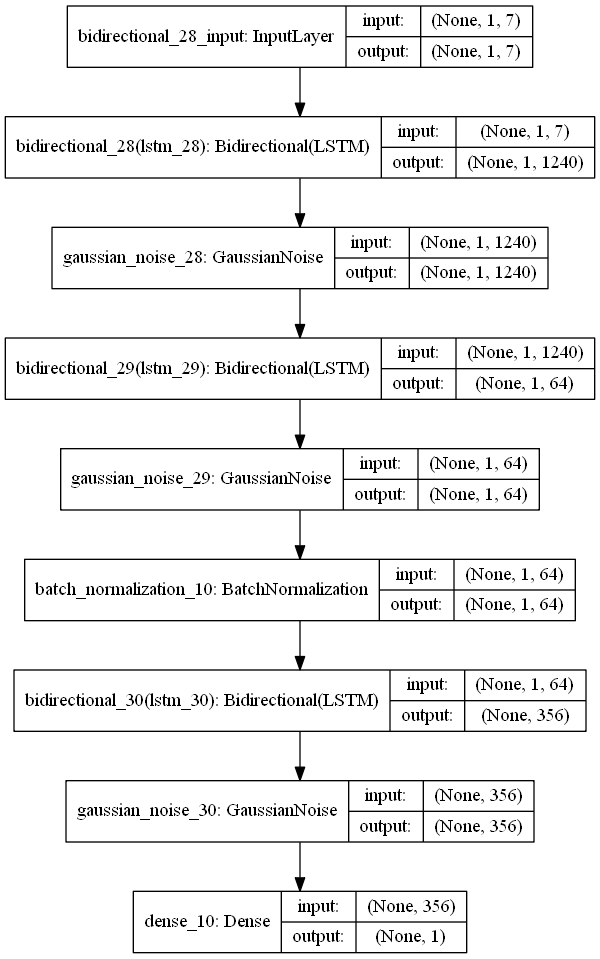 bidirectional_28_input: InputLayer
input: (None, 1, 7)
output: (None, 1, 7)
bidirectional_28(lstm_28): Bidirectional(LSTM)
input: (None, 1, 7)
output: (None, 1, 1240)
gaussian_noise_28: GaussianNoise
input: (None, 1, 1240)
output: (None, 1, 1240)
bidirectional_29(lstm_29): Bidirectional(LSTM)
input: (None, 1, 1240)
output: (None, 1, 64)
gaussian_noise_29: GaussianNoise
input: (None, 1, 64)
output: (None, 1, 64)
batch_normalization_10: BatchNormalization
input: (None, 1, 64)
output: (None, 1, 64)
bidirectional_30(lstm_30): Bidirectional(LSTM)
input: (None, 1, 64)
output: (None, 356)
gaussian_noise_30: GaussianNoise
input: (None, 356)
output: (None, 356)
dense_10: Dense
input: (None, 356)
output: (None, 1)